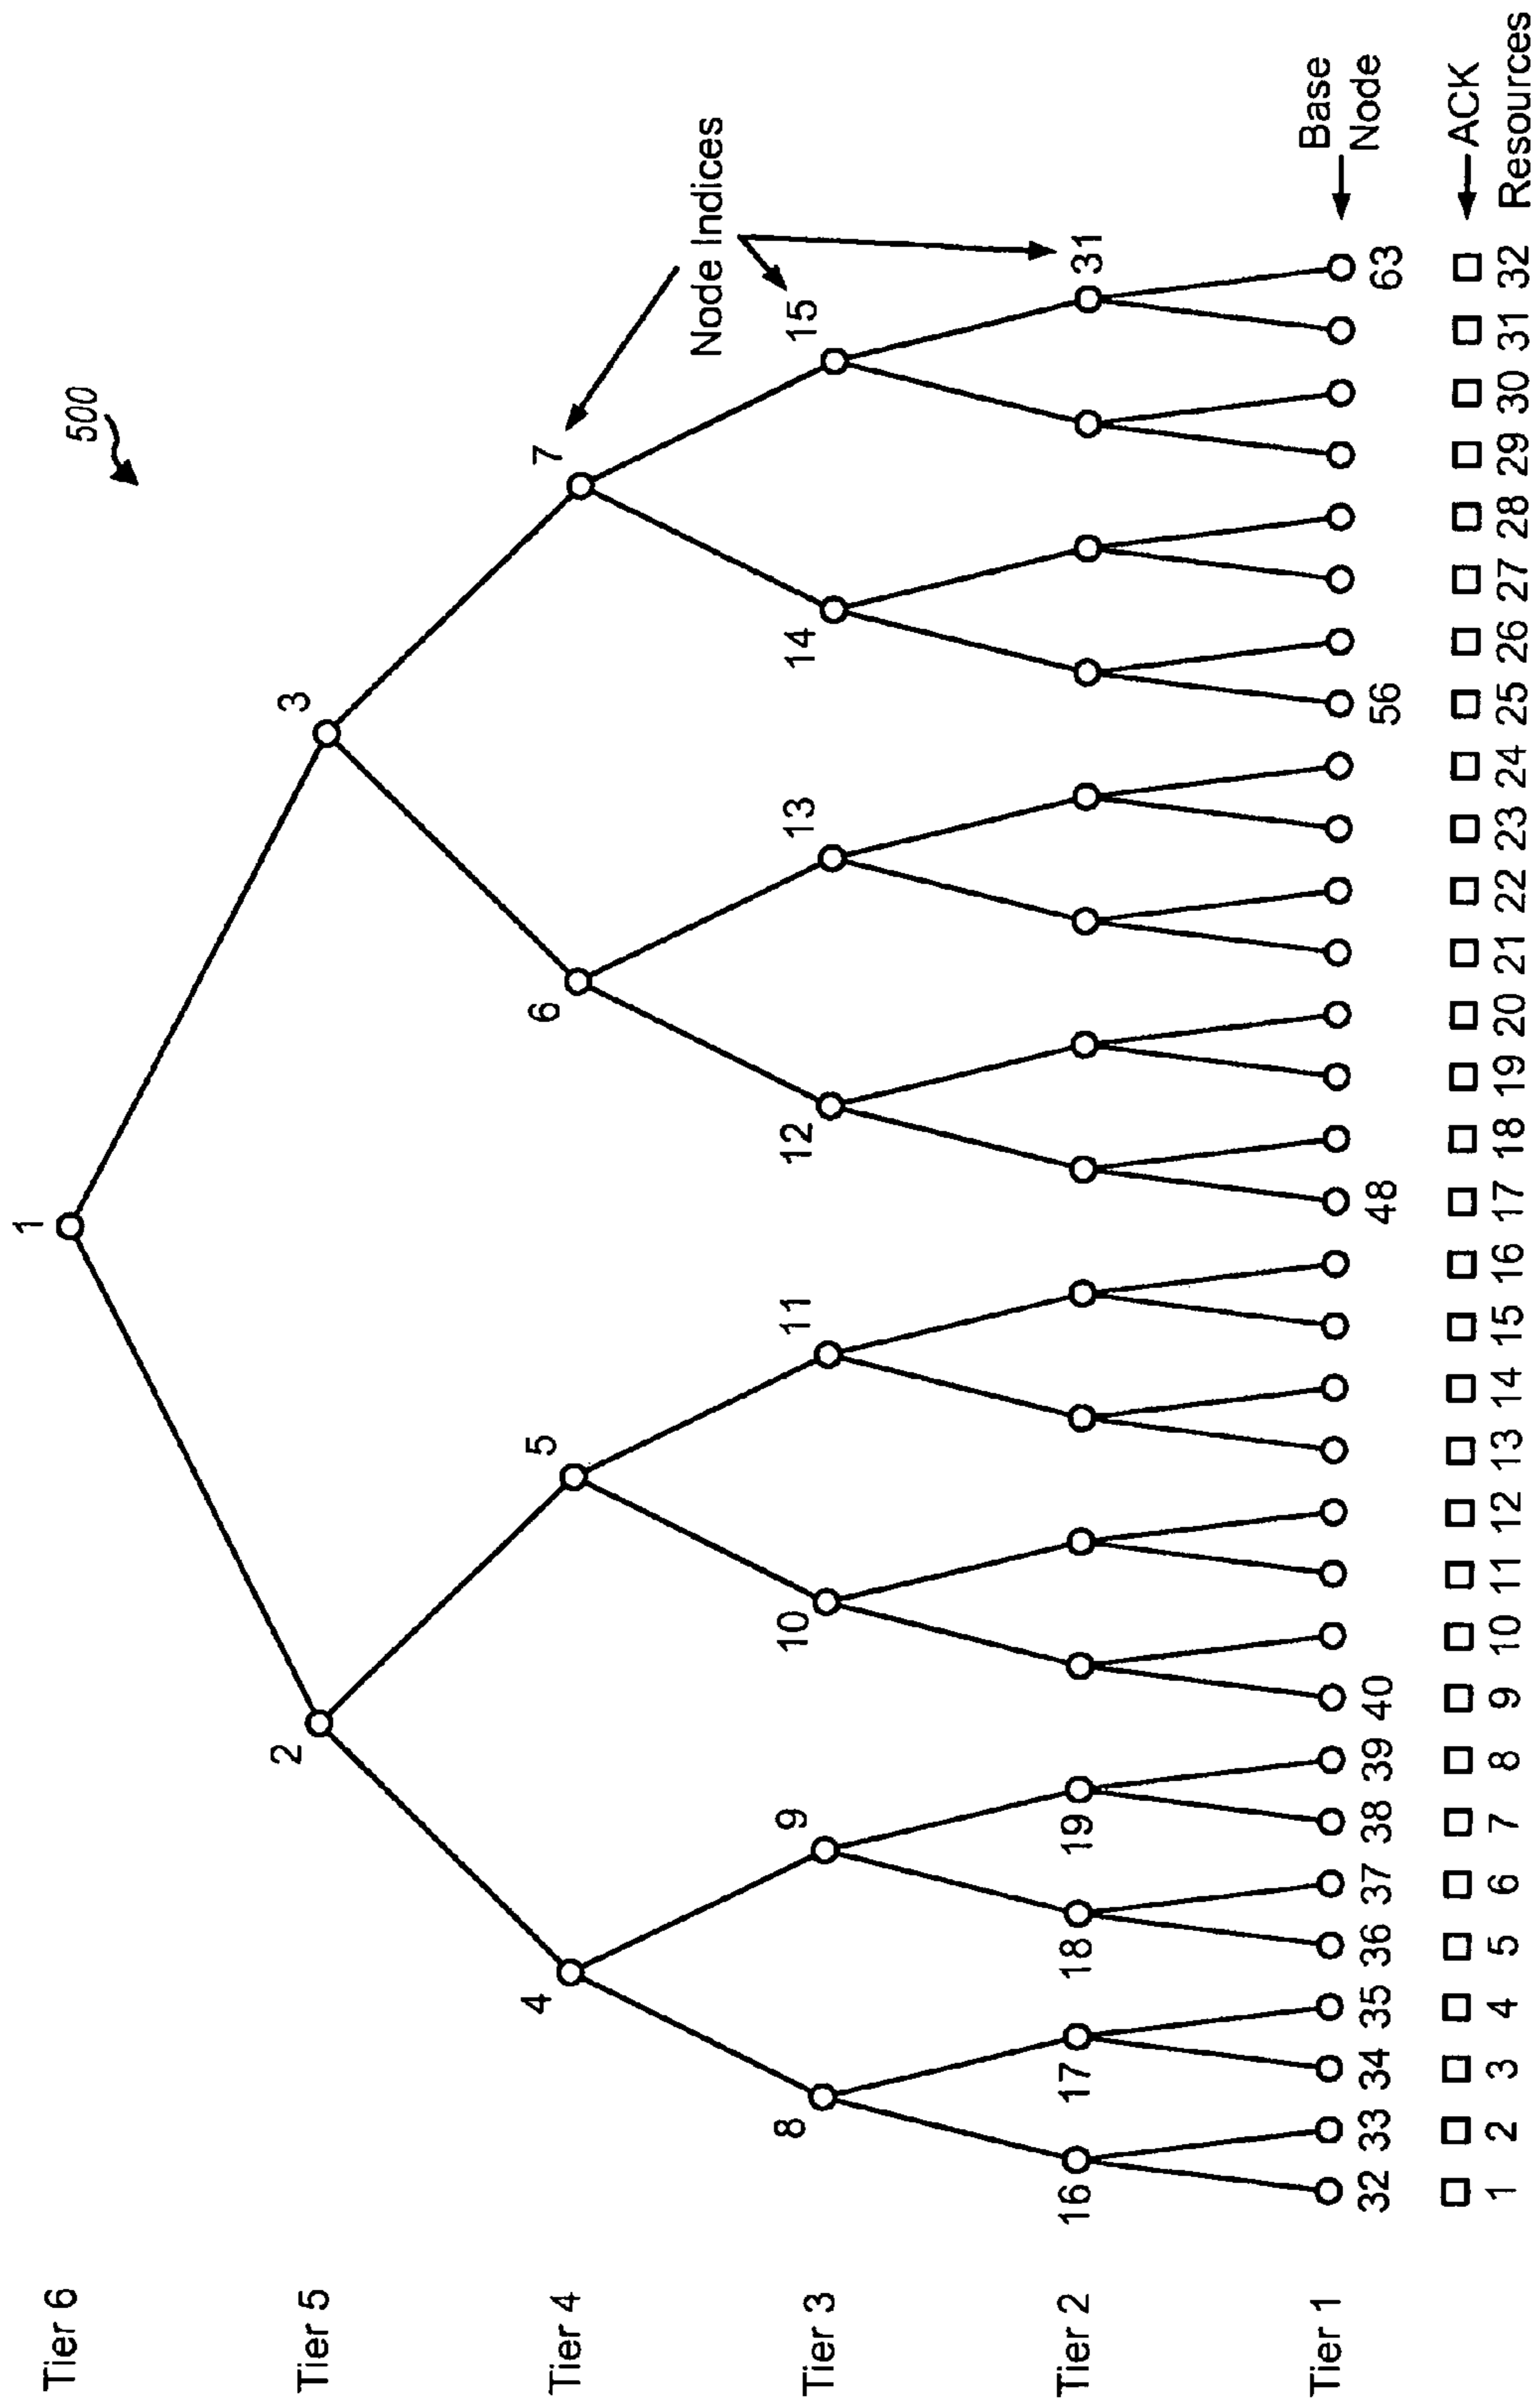 500
Tier 6
1
Tier 5
2
3
Node Indices
Tier 4
4
5
6
7
Tier 3
8
9
10
11
12
13
14
15
Tier 2
16
17
18
19
31
Tier 1
Base
Node
32 33 34 35 36 37 38 39 40 48 56 63
ACK
Resources
1 2 3 4 5 6 7 8 9 10 11 12 13 14 15 16 17 18 19 20 21 22 23 24 25 26 27 28 29 30 31 32